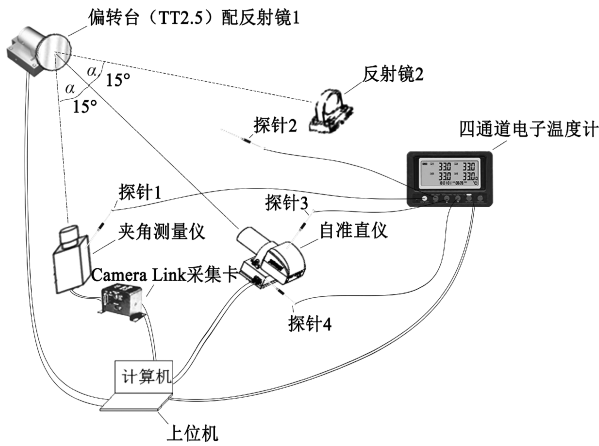 偏转台（TT2.5）配反射镜1
α
15°
α
15°
反射镜2
探针2
四通道电子温度计
探针1
探针3
夹角测量仪
自准直仪
Camera Link采集卡
探针4
计算机
上位机